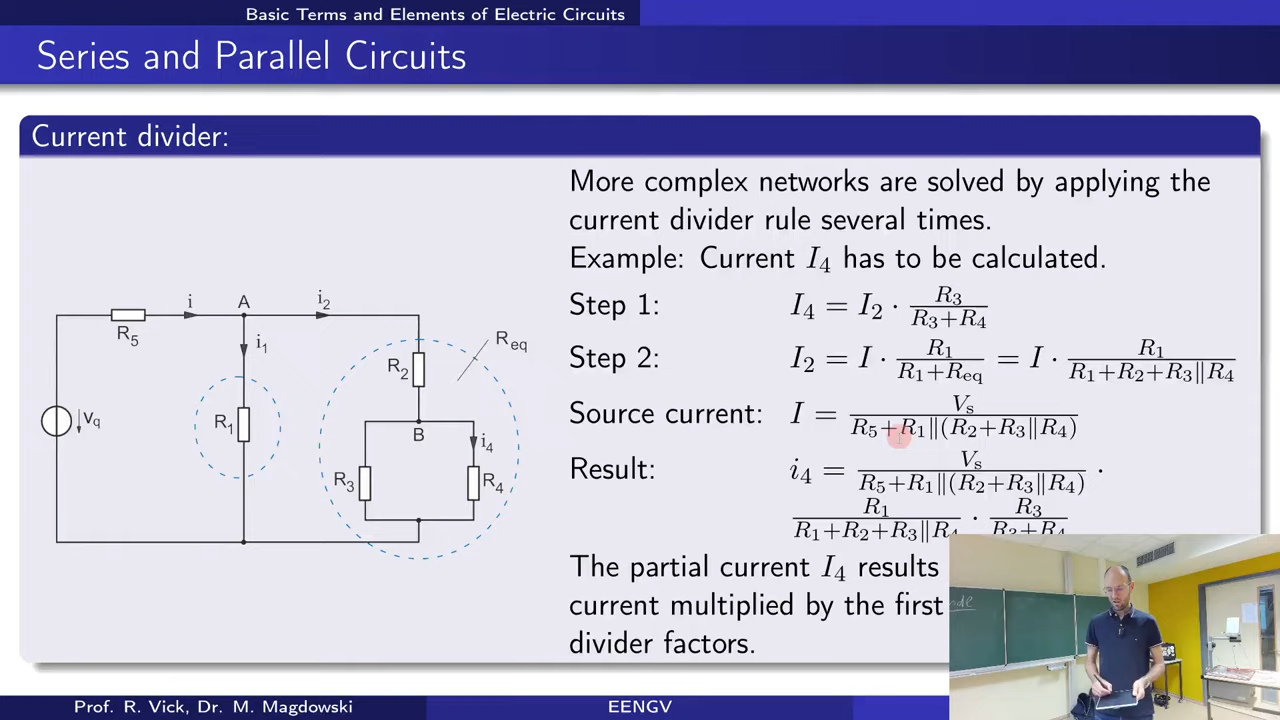 Basic Terms and Elements of Electric Circuits
Series and Parallel Circuits
Current divider:
More complex networks are solved by applying the
current divider rule several times.
Example: Current I₄ has to be calculated.
Step 1: I₄ = I₂ · R₃/(R₃+R₄)
Step 2: I₂ = I · R₁/(R₁+R_eq) = I · R₁/(R₁+R₂+R₃∥R₄)
Source current: I = V_s/(R₅+R₁∥(R₂+R₃∥R₄))
Result: i₄ = V_s/(R₅+R₁∥(R₂+R₃∥R₄)) ·
R₁/(R₁+R₂+R₃∥R₄) · R₃/(R₃+R₄)
The partial current I₄ results
current multiplied by the first
divider factors.
i
A
i₂
R₅
i₁
R_eq
R₂
v_q
R₁
B
i₄
R₃
R₄
Prof. R. Vick, Dr. M. Magdowski
EENGV